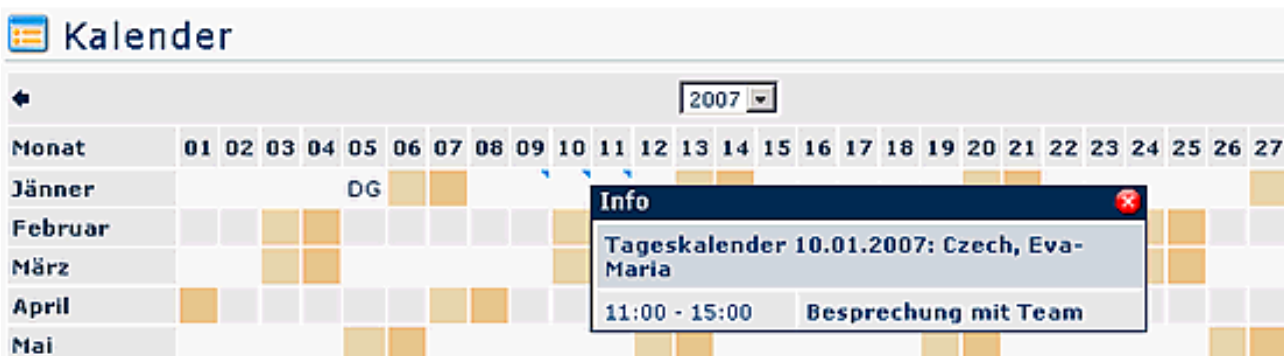 Kalender
2007
Monat 01 02 03 04 05 06 07 08 09 10 11 12 13 14 15 16 17 18 19 20 21 22 23 24 25 26 27
Jänner DG
Info
Februar
Tageskalender 10.01.2007: Czech, Eva-
Maria
März
April
11:00 - 15:00 Besprechung mit Team
Mai